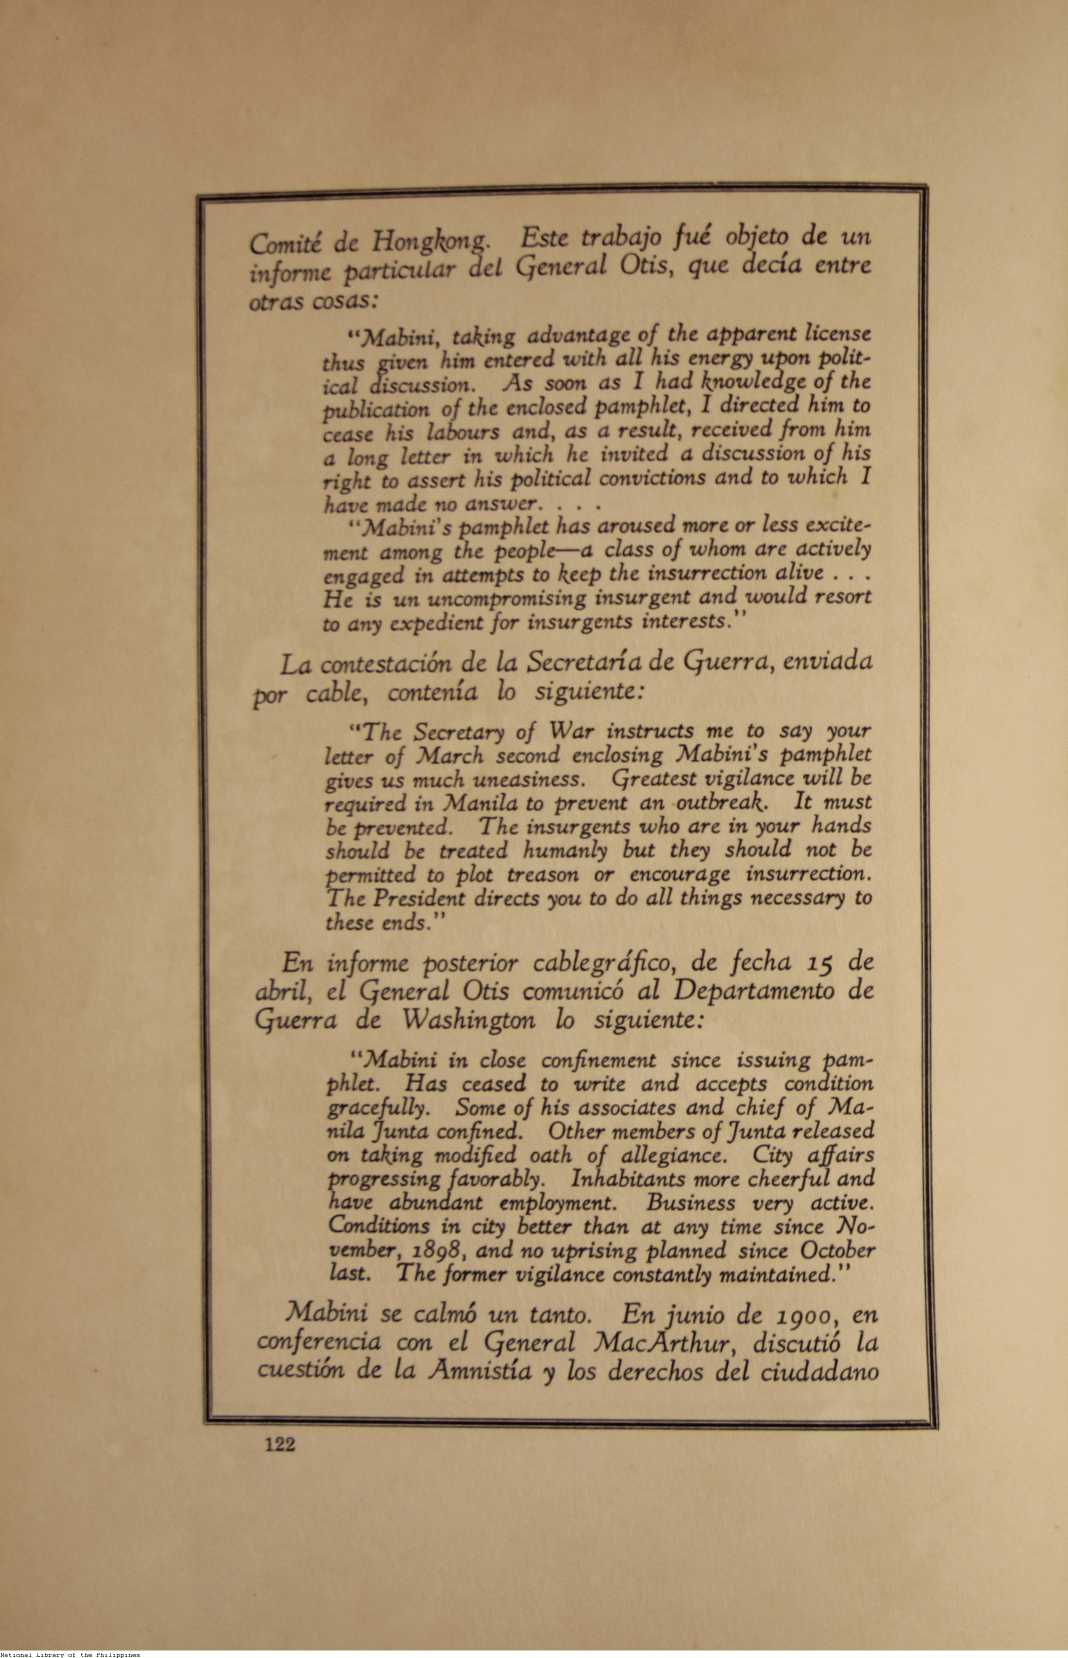 Comité de Hongkong. Este trabajo fué objeto de un
informe particular del General Otis, que decía entre
otras cosas:
"Mabini, taking advantage of the apparent license
thus given him entered with all his energy upon polit-
ical discussion. As soon as I had knowledge of the
publication of the enclosed pamphlet, I directed him to
cease his labours and, as a result, received from him
a long letter in which he invited a discussion of his
right to assert his political convictions and to which I
have made no answer. . . .
"Mabini's pamphlet has aroused more or less excite-
ment among the people—a class of whom are actively
engaged in attempts to keep the insurrection alive . . .
He is un uncompromising insurgent and would resort
to any expedient for insurgents interests."
La contestación de la Secretaría de Guerra, enviada
por cable, contenía lo siguiente:
"The Secretary of War instructs me to say your
letter of March second enclosing Mabini's pamphlet
gives us much uneasiness. Greatest vigilance will be
required in Manila to prevent an outbreak. It must
be prevented. The insurgents who are in your hands
should be treated humanly but they should not be
permitted to plot treason or encourage insurrection.
The President directs you to do all things necessary to
these ends."
En informe posterior cablegráfico, de fecha 15 de
abril, el General Otis comunicó al Departamento de
Guerra de Washington lo siguiente:
"Mabini in close confinement since issuing pam-
phlet. Has ceased to write and accepts condition
gracefully. Some of his associates and chief of Ma-
nila Junta confined. Other members of Junta released
on taking modified oath of allegiance. City affairs
progressing favorably. Inhabitants more cheerful and
have abundant employment. Business very active.
Conditions in city better than at any time since No-
vember, 1898, and no uprising planned since October
last. The former vigilance constantly maintained."
Mabini se calmó un tanto. En junio de 1900, en
conferencia con el General MacArthur, discutió la
cuestión de la Amnistía y los derechos del ciudadano
122
National Library of the Philippines